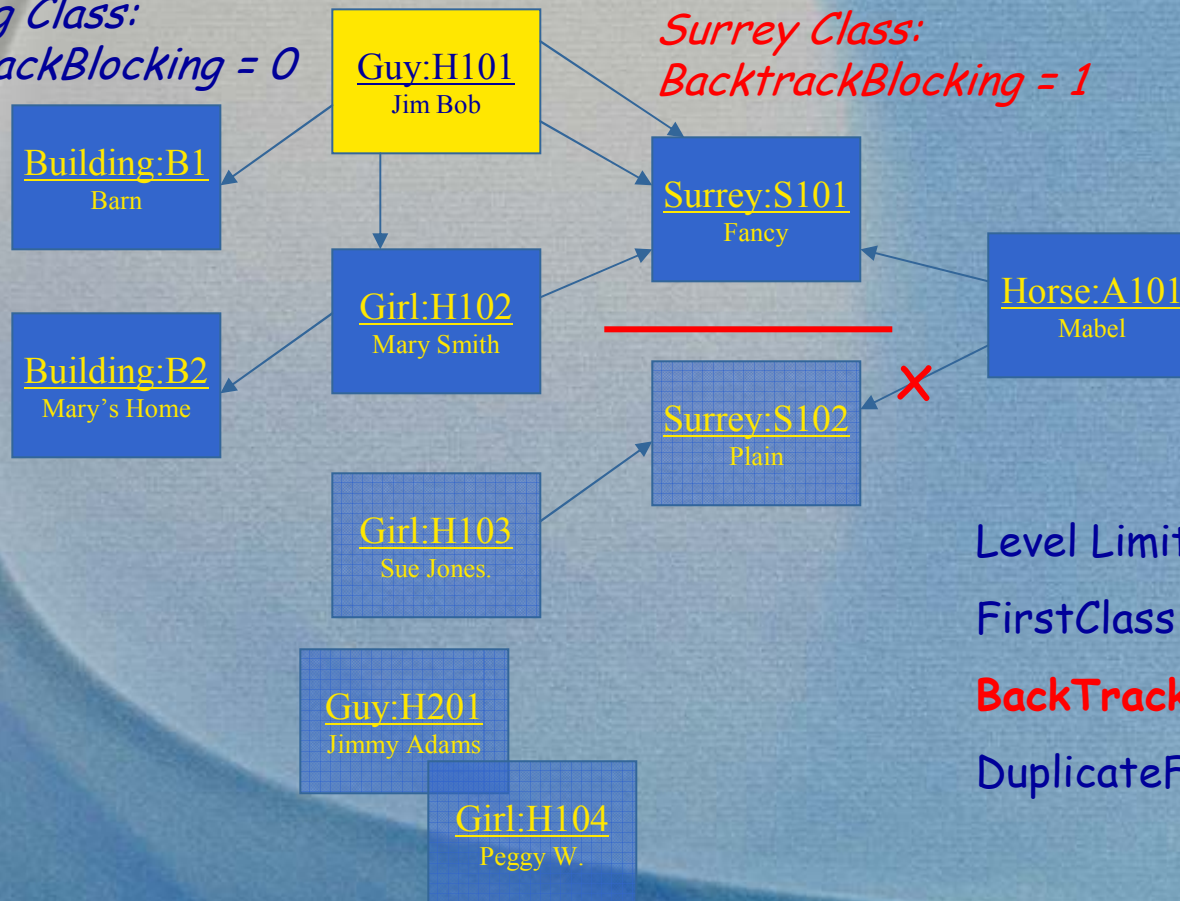 g Class:
ackBlocking = 0
Guy:H101
Jim Bob
Surrey Class:
BacktrackBlocking = 1
Building:B1
Barn
Surrey:S101
Fancy
Girl:H102
Mary Smith
Horse:A101
Mabel
Building:B2
Mary's Home
Surrey:S102
Plain
X
Girl:H103
Sue Jones.
Level Limit
FirstClass
BackTrack
Guy:H201
Jimmy Adams
DuplicateF
Girl:H104
Peggy W.